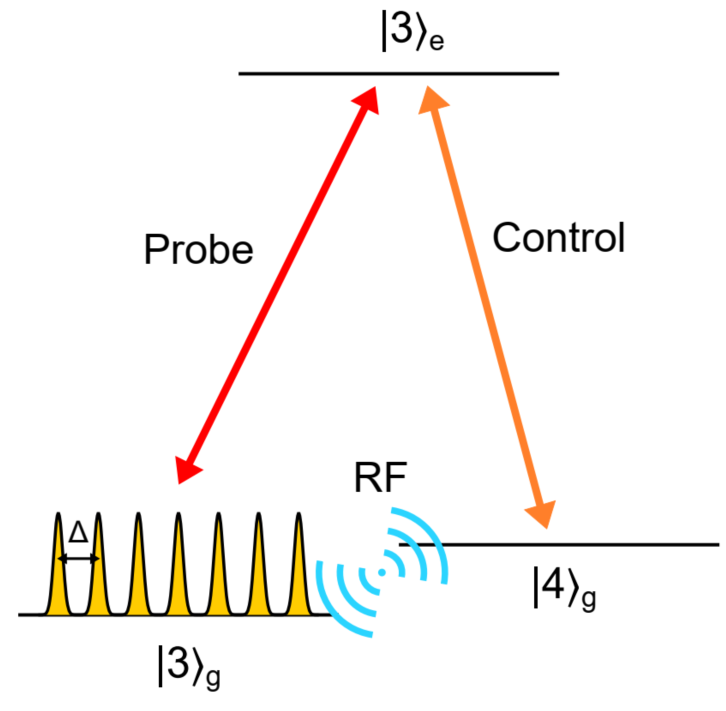 |3⟩e
Probe
Control
RF
Δ
|4⟩g
|3⟩g